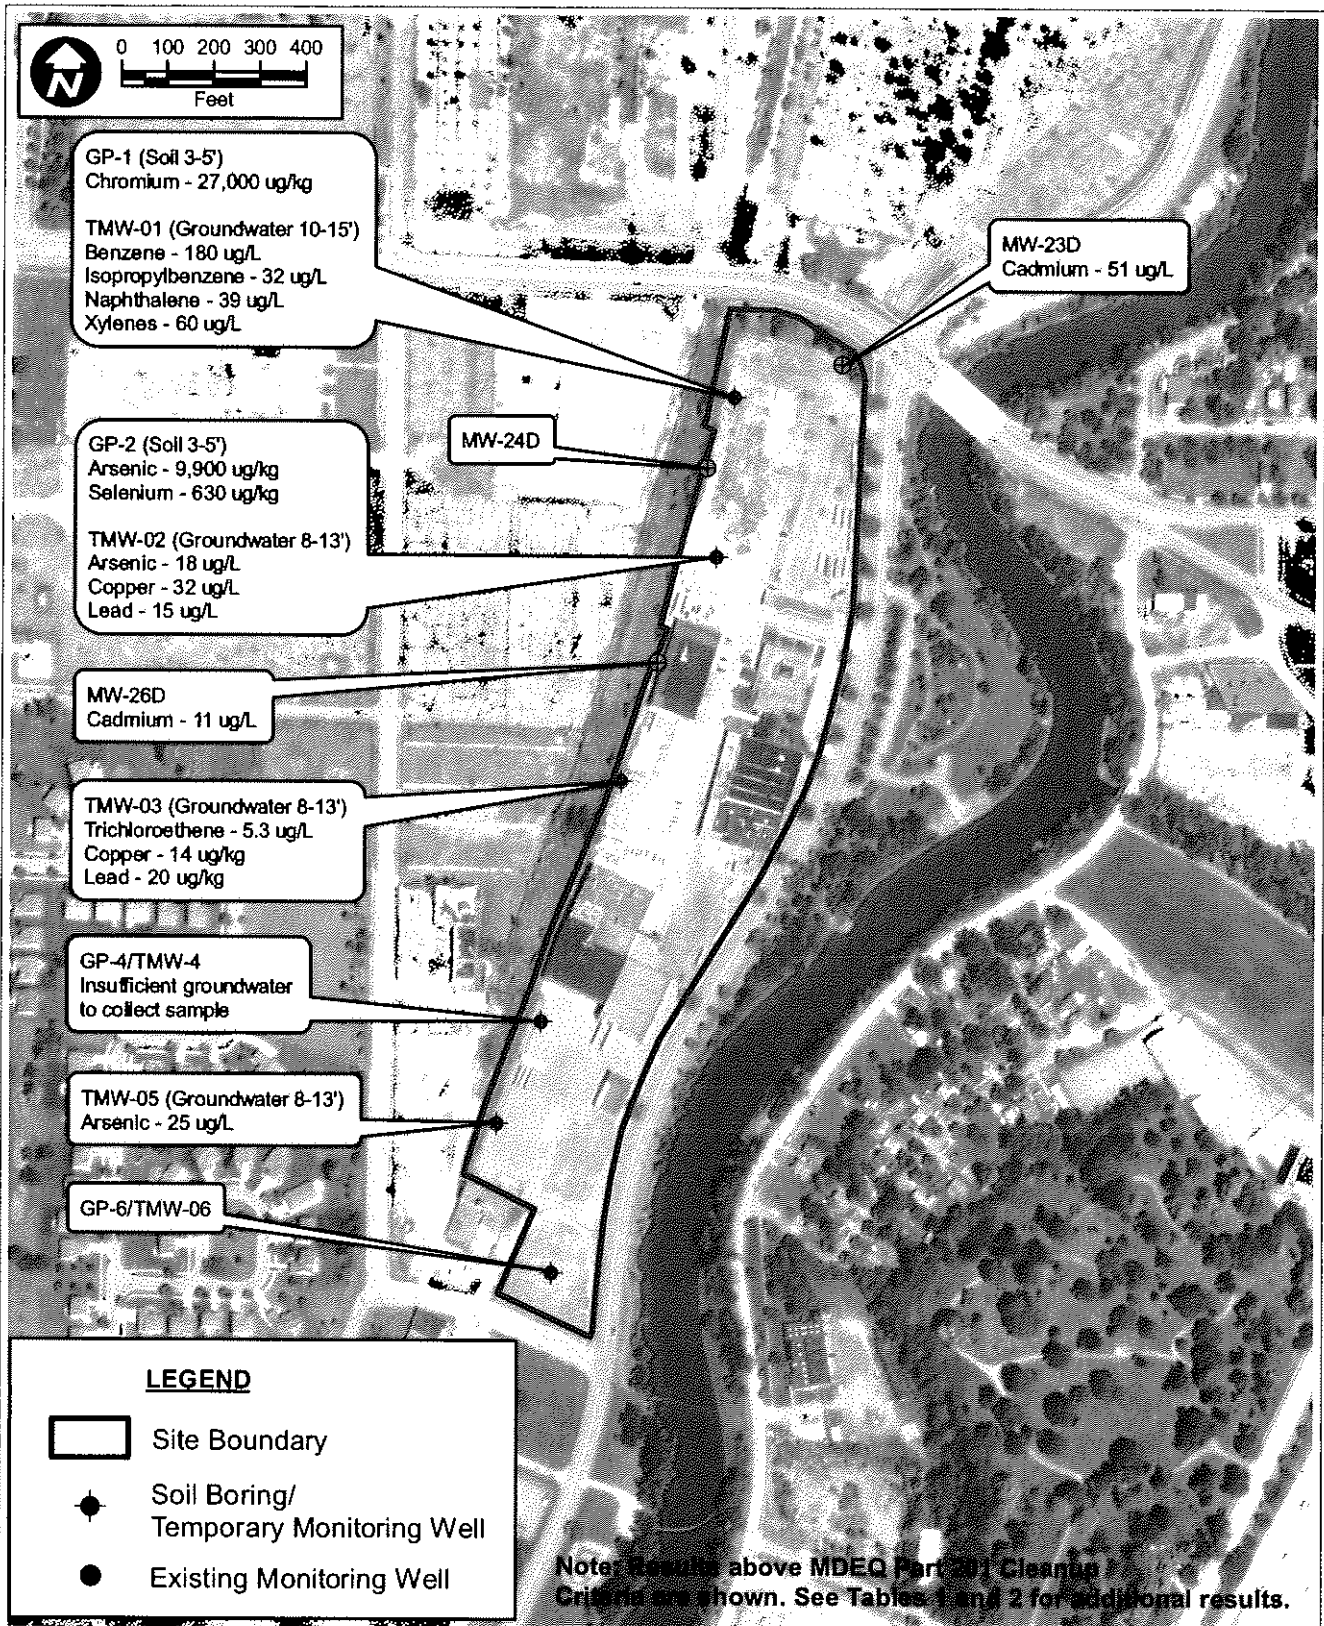 N
0 100 200 300 400
Feet
GP-1 (Soil 3-5')
Chromium - 27,000 ug/kg
TMW-01 (Groundwater 10-15')
Benzene - 180 ug/L
Isopropylbenzene - 32 ug/L
Naphthalene - 39 ug/L
Xylenes - 60 ug/L
MW-23D
Cadmium - 51 ug/L
GP-2 (Soil 3-5')
Arsenic - 9,900 ug/kg
Selenium - 630 ug/kg
TMW-02 (Groundwater 8-13')
Arsenic - 18 ug/L
Copper - 32 ug/L
Lead - 15 ug/L
MW-24D
MW-26D
Cadmium - 11 ug/L
TMW-03 (Groundwater 8-13')
Trichloroethene - 5.3 ug/L
Copper - 14 ug/kg
Lead - 20 ug/kg
GP-4/TMW-4
Insufficient groundwater
to collect sample
TMW-05 (Groundwater 8-13')
Arsenic - 25 ug/L
GP-6/TMW-06
LEGEND
Site Boundary
Soil Boring/
Temporary Monitoring Well
Existing Monitoring Well
Note: Results above MDEQ Part 201 Cleanup
Criteria are shown. See Tables 1 and 2 for additional results.